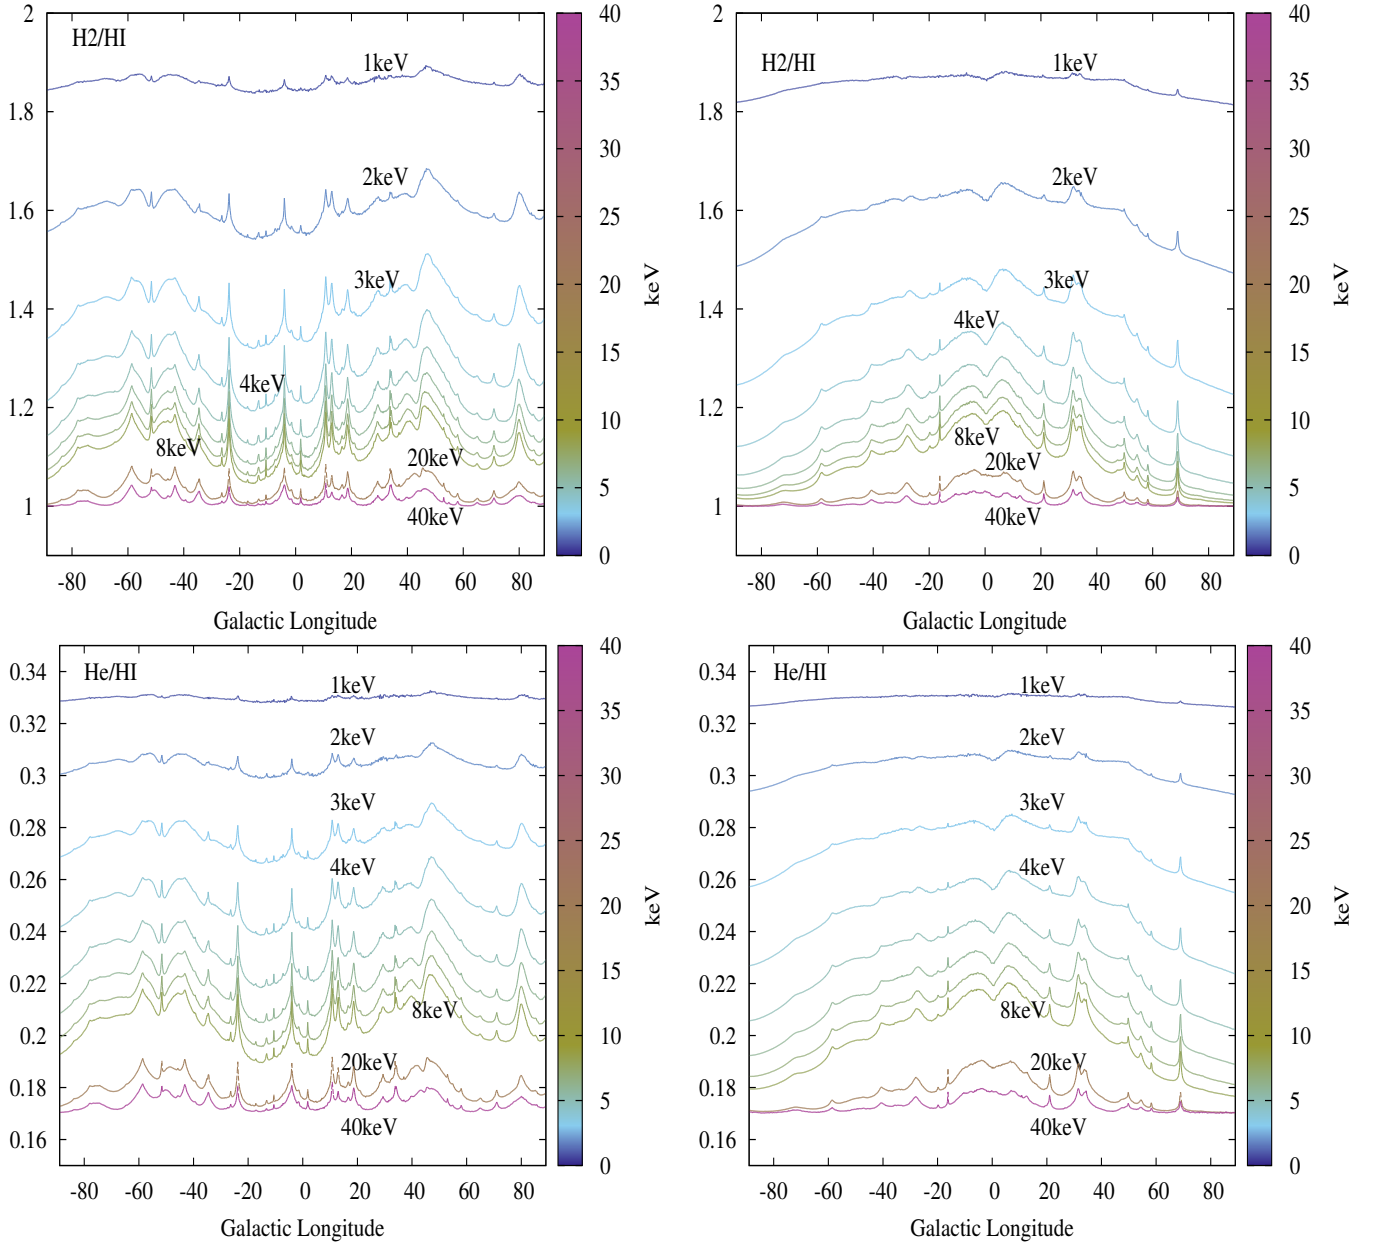 2
1.8
1.6
1.4
1.2
1
H2/HI
1keV
2keV
3keV
4keV
8keV
20keV
40keV
-80 -60 -40 -20 0 20 40 60 80
Galactic Longitude
40
35
30
25
20
15
10
5
0
keV
2
1.8
1.6
1.4
1.2
1
H2/HI
1keV
2keV
3keV
4keV
8keV
20keV
40keV
-80 -60 -40 -20 0 20 40 60 80
Galactic Longitude
40
35
30
25
20
15
10
5
0
keV
0.34
0.32
0.3
0.28
0.26
0.24
0.22
0.2
0.18
0.16
He/HI
1keV
2keV
3keV
4keV
8keV
20keV
40keV
-80 -60 -40 -20 0 20 40 60 80
Galactic Longitude
40
35
30
25
20
15
10
5
0
keV
0.34
0.32
0.3
0.28
0.26
0.24
0.22
0.2
0.18
0.16
He/HI
1keV
2keV
3keV
4keV
8keV
20keV
40keV
-80 -60 -40 -20 0 20 40 60 80
Galactic Longitude
40
35
30
25
20
15
10
5
0
keV